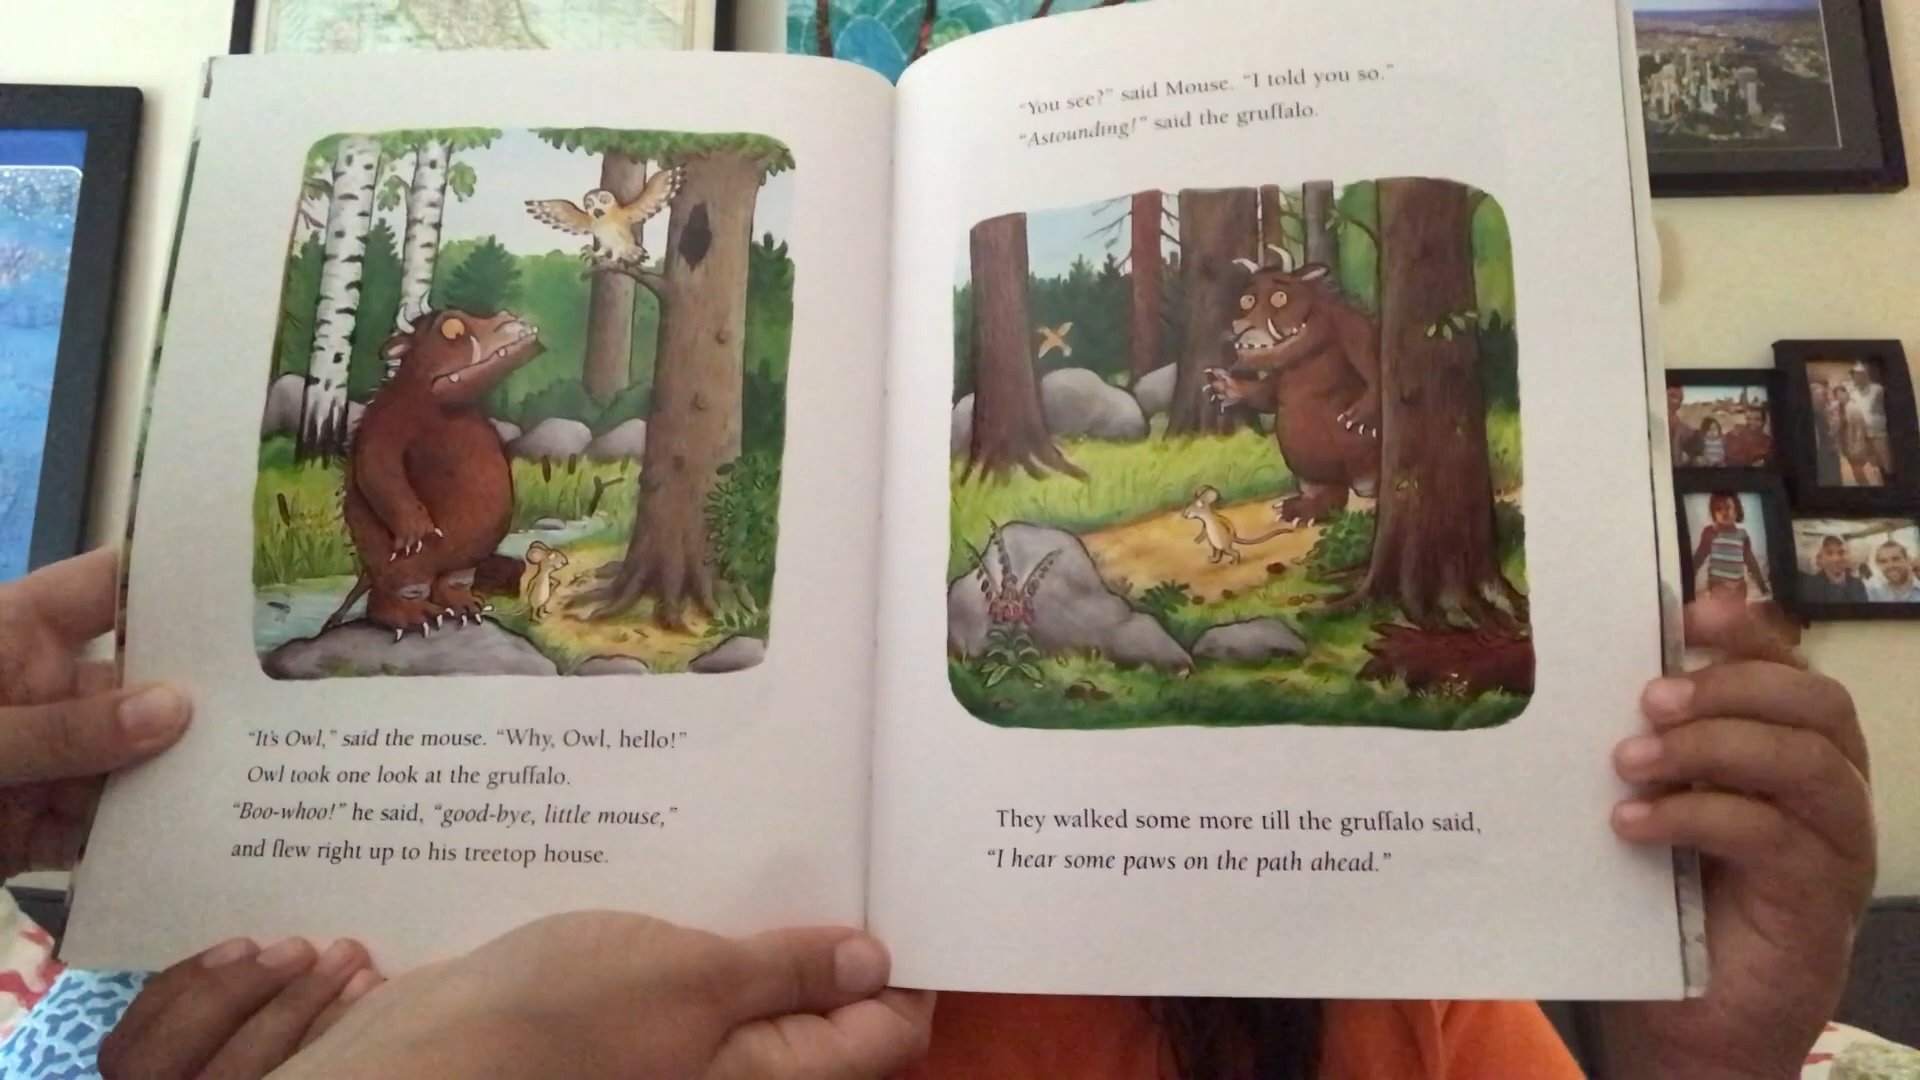 "It's Owl," said the mouse. "Why, Owl, hello!"
Owl took one look at the gruffalo.
"Boo-whoo!" he said, "good-bye, little mouse,"
and flew right up to his treetop house.
"You see?" said Mouse. "I told you so."
"Astounding!" said the gruffalo.
They walked some more till the gruffalo said,
"I hear some paws on the path ahead."